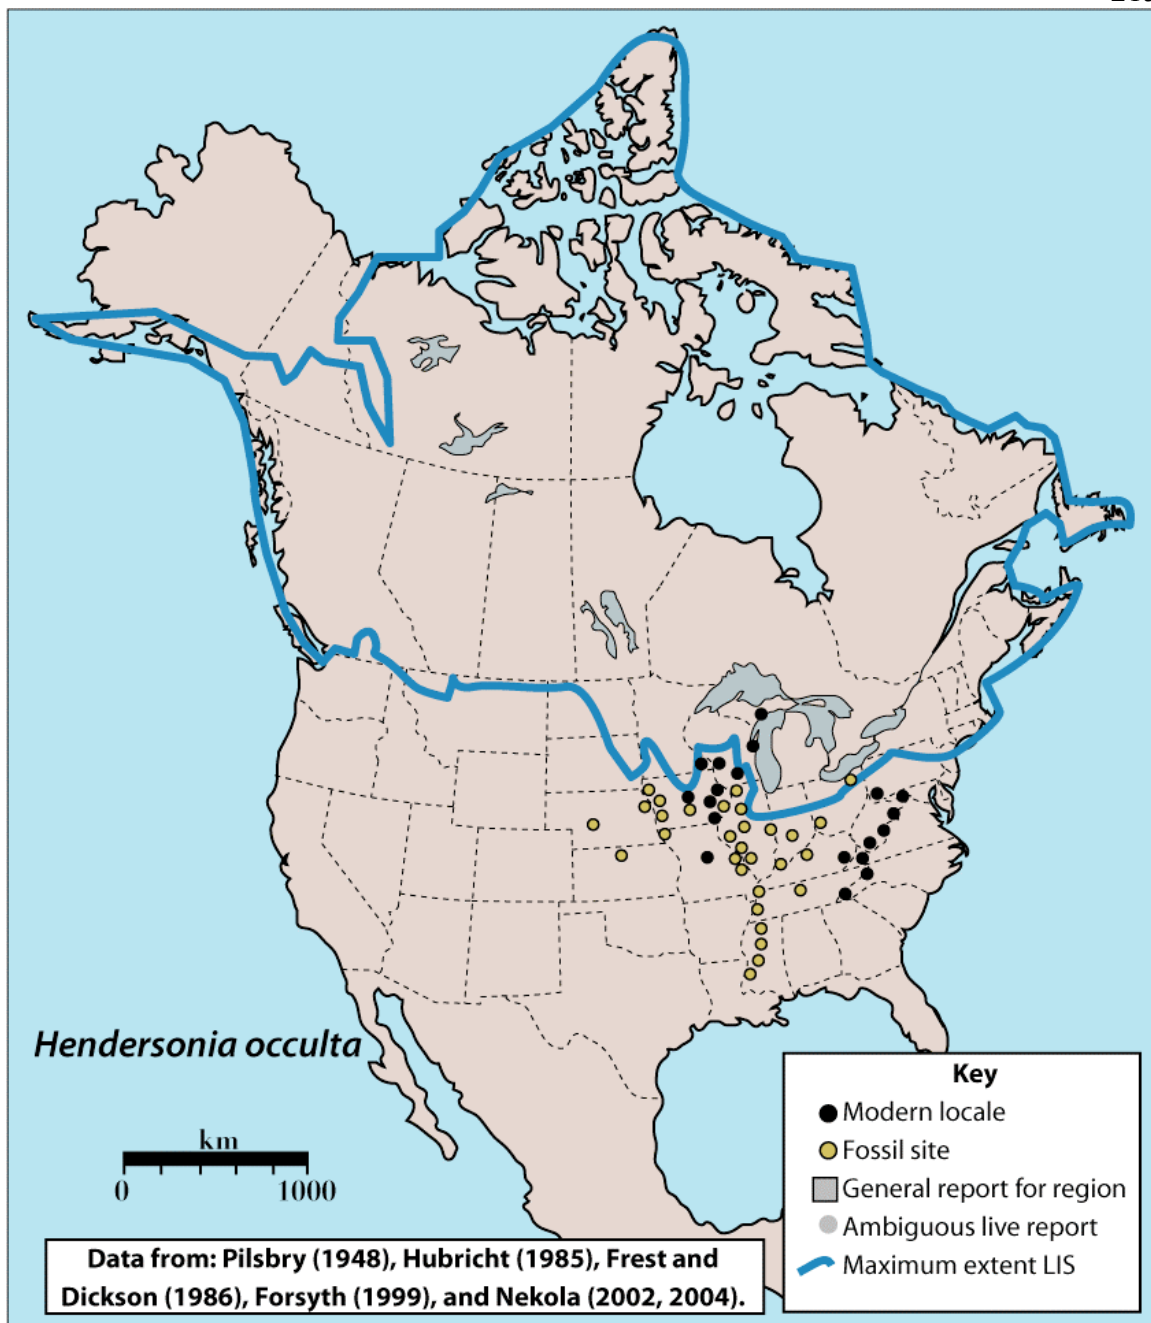 Hendersonia occulta
km
0 1000
Data from: Pilsbry (1948), Hubricht (1985), Frest and
Dickson (1986), Forsyth (1999), and Nekola (2002, 2004).
Key
Modern locale
Fossil site
General report for region
Ambiguous live report
Maximum extent LIS